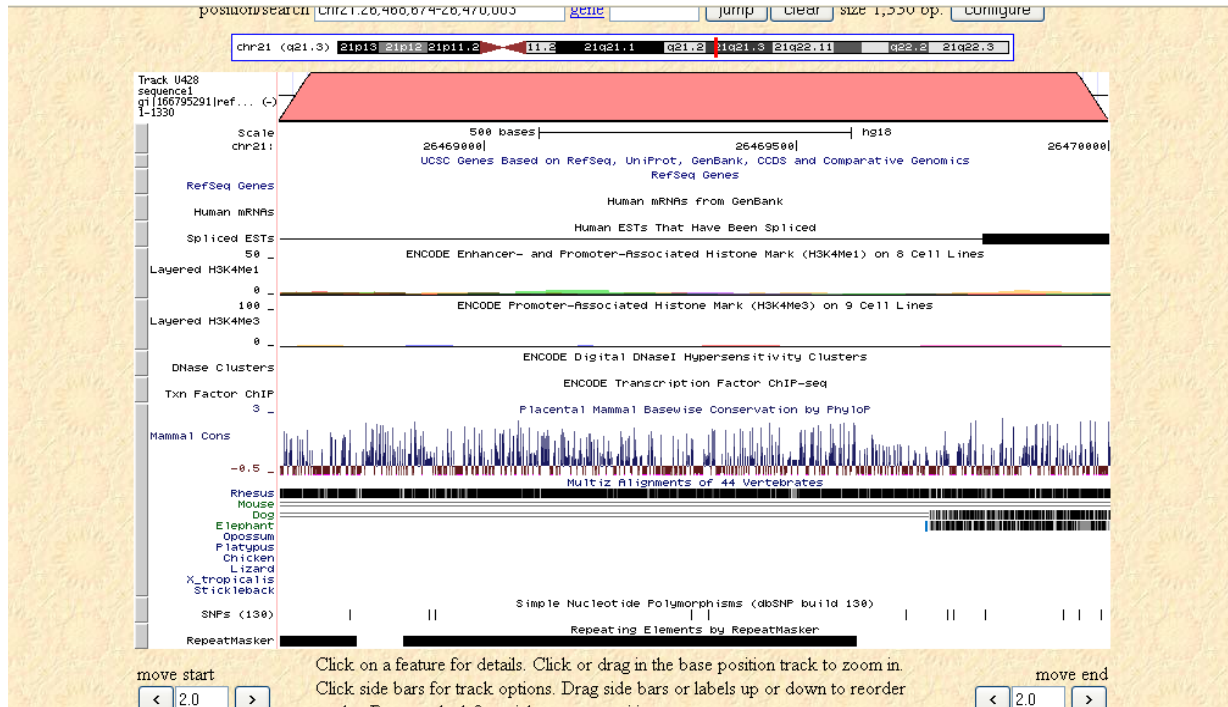 position/search chr21:26,468,674-26,470,003 gene jump clear size 1,330 bp. configure
chr21 (q21.3) 21p13 21p12 21p11.2 11.2 21q21.1 q21.2 21q21.3 21q22.11 q22.2 21q22.3
Track U428
sequence1
gi|166795291|ref... (-)
1-1330
Scale 500 bases hg18
chr21: 26469000| 26469500| 26470000|
UCSC Genes Based on RefSeq, UniProt, GenBank, CCDS and Comparative Genomics
RefSeq Genes
RefSeq Genes
Human mRNAs from GenBank
Human mRNAs
Human ESTs That Have Been Spliced
Spliced ESTs
50 _ ENCODE Enhancer- and Promoter-Associated Histone Mark (H3K4Me1) on 8 Cell Lines
Layered H3K4Me1
0 _
100 _ ENCODE Promoter-Associated Histone Mark (H3K4Me3) on 9 Cell Lines
Layered H3K4Me3
0 _
ENCODE Digital DNaseI Hypersensitivity Clusters
DNase Clusters
ENCODE Transcription Factor ChIP-seq
Txn Factor ChIP
3 _ Placental Mammal Basewise Conservation by PhyloP
Mammal Cons
-0.5 _
Multiz Alignments of 44 Vertebrates
Rhesus
Mouse
Dog
Elephant
Opossum
Platypus
Chicken
Lizard
X_tropicalis
Stickleback
Simple Nucleotide Polymorphisms (dbSNP build 130)
SNPs (130)
Repeating Elements by RepeatMasker
RepeatMasker
move start Click on a feature for details. Click or drag in the base position track to zoom in. move end
< 2.0 > Click side bars for track options. Drag side bars or labels up or down to reorder < 2.0 >